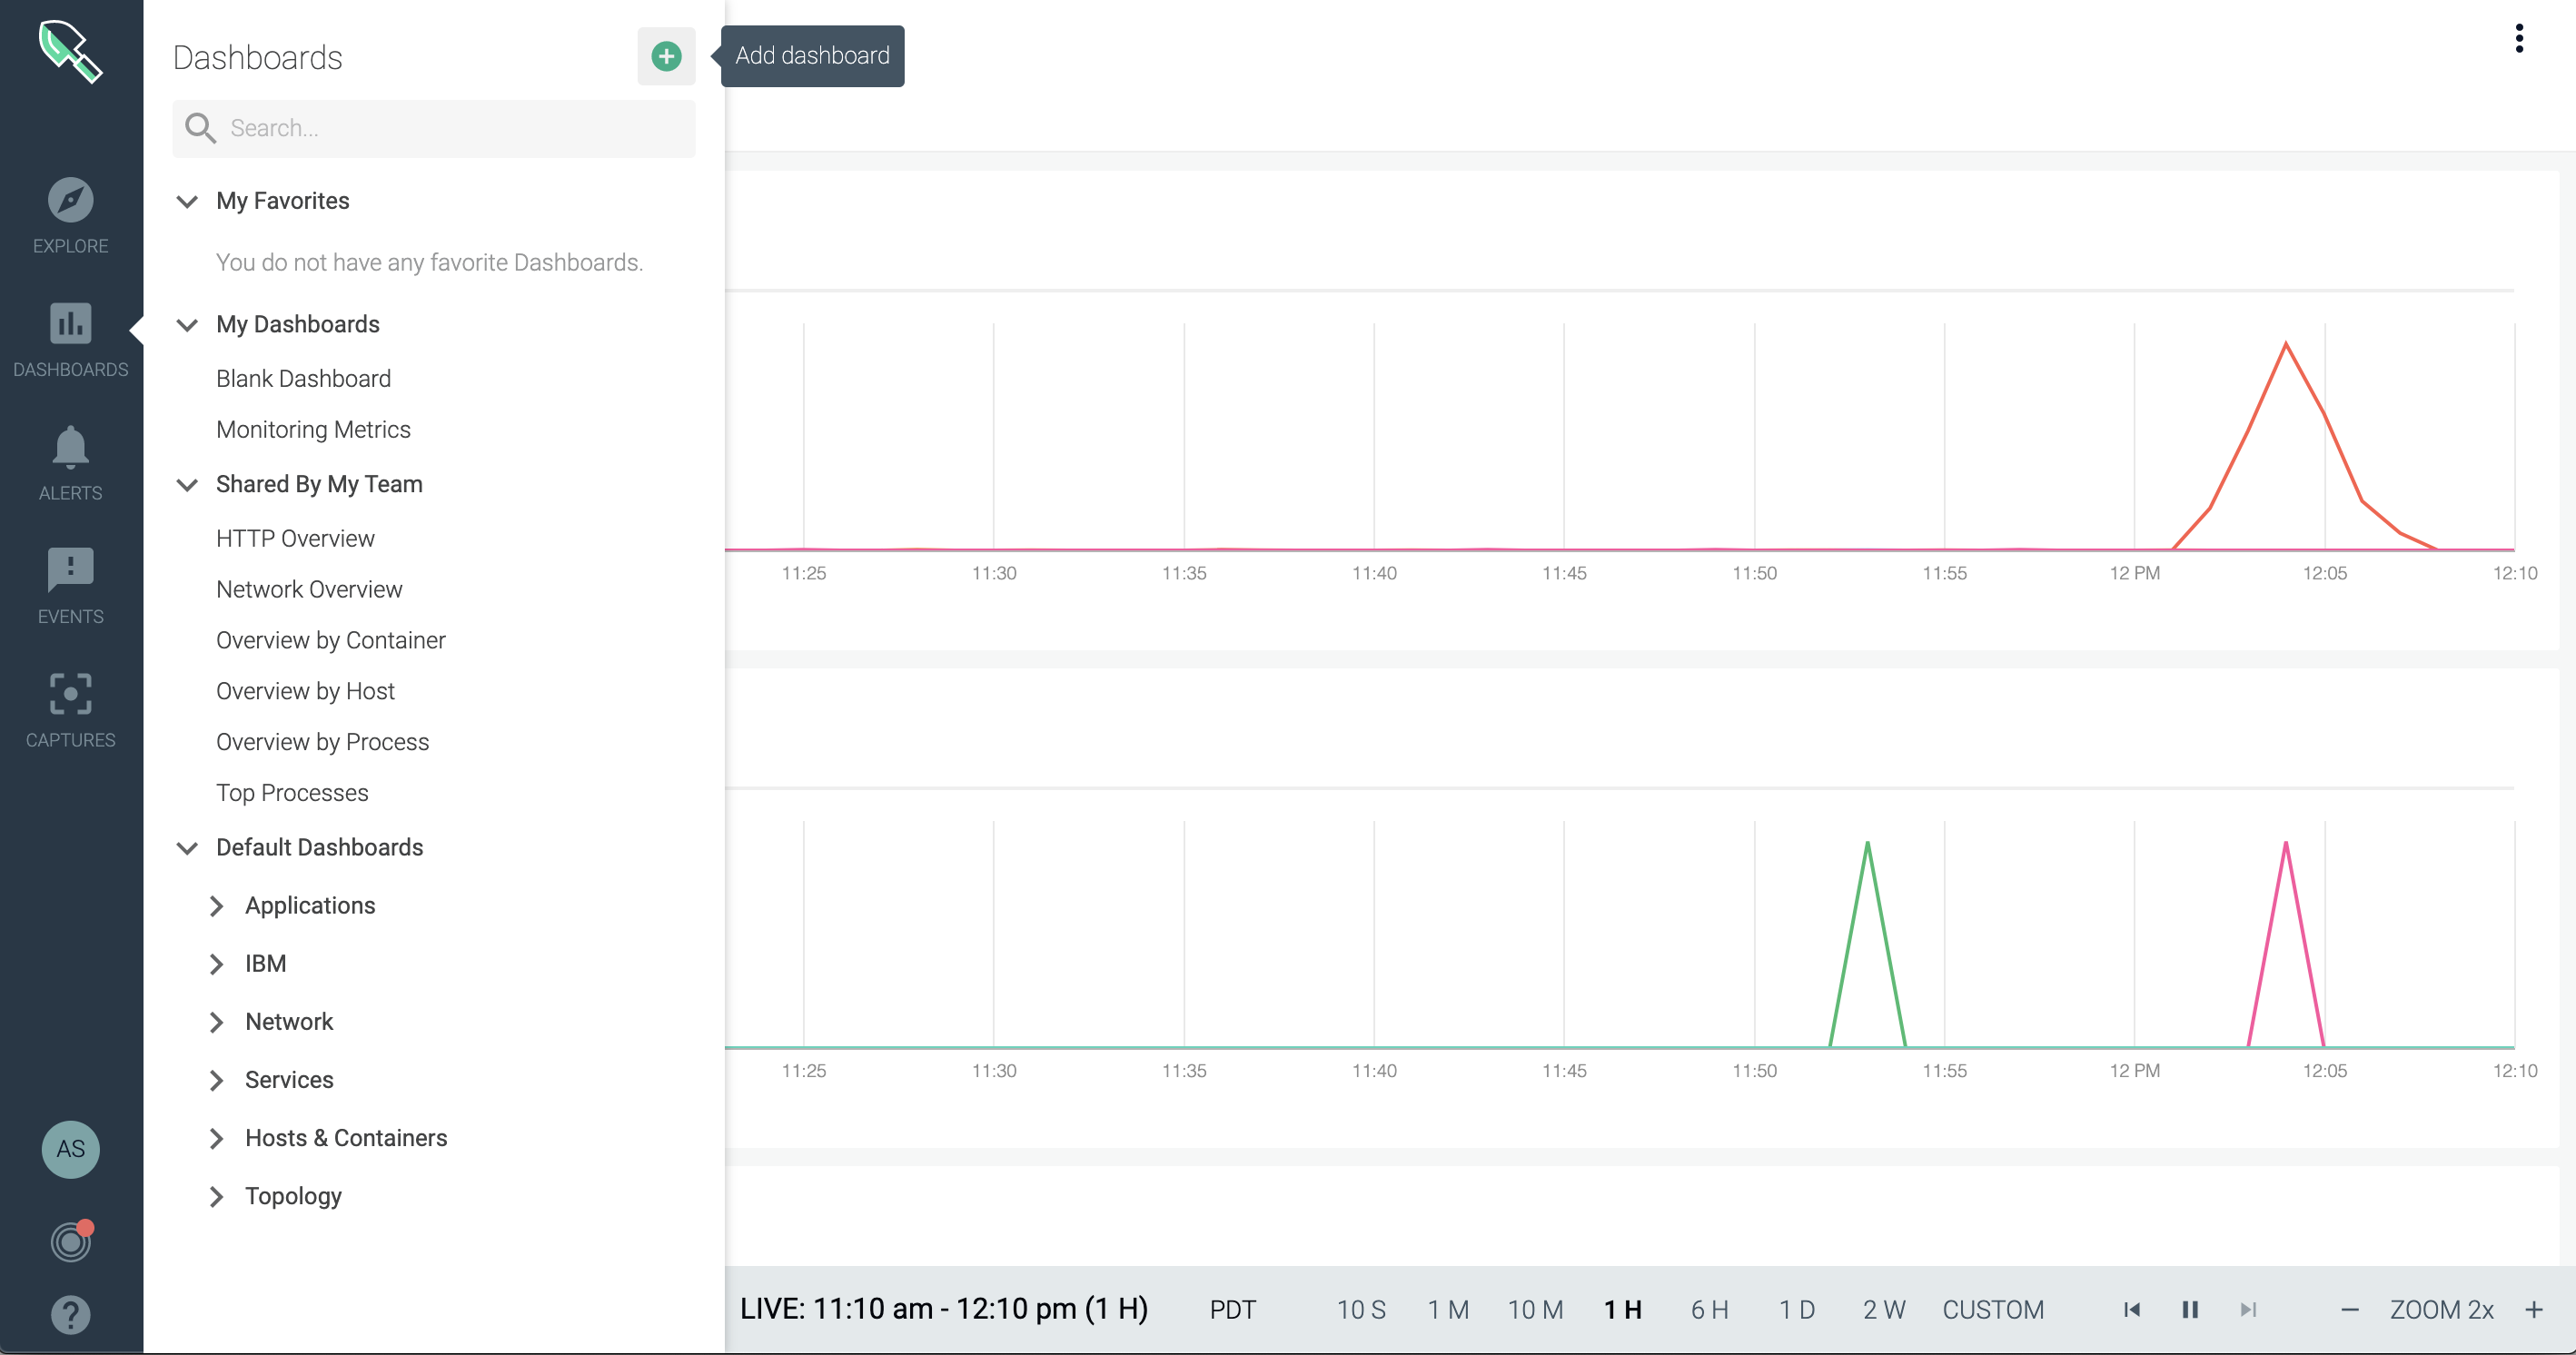 Dashboards
Add dashboard
Search...
EXPLORE
DASHBOARDS
ALERTS
EVENTS
CAPTURES
AS
My Favorites
You do not have any favorite Dashboards.
My Dashboards
Blank Dashboard
Monitoring Metrics
Shared By My Team
HTTP Overview
Network Overview
Overview by Container
Overview by Host
Overview by Process
Top Processes
Default Dashboards
Applications
IBM
Network
Services
Hosts & Containers
Topology
11:25 11:30 11:35 11:40 11:45 11:50 11:55 12 PM 12:05 12:10
11:25 11:30 11:35 11:40 11:45 11:50 11:55 12 PM 12:05 12:10
LIVE: 11:10 am - 12:10 pm (1 H) PDT 10 S 1 M 10 M 1 H 6 H 1 D 2 W CUSTOM ZOOM 2x